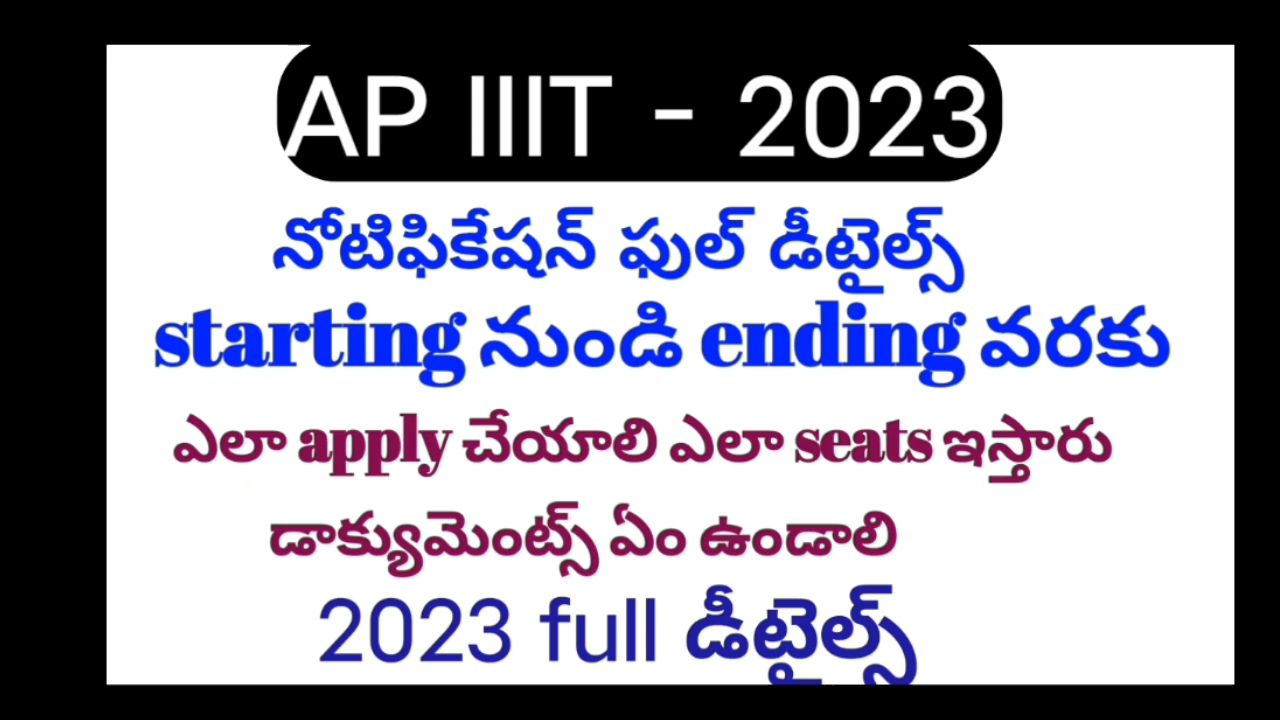 AP IIIT - 2023
నోటిఫికేషన్ ఫుల్ డీటైల్స్
starting నుండి ending వరకు
ఎలా apply చేయాలి ఎలా seats ఇస్తారు
డాక్యుమెంట్స్ ఏం ఉండాలి
2023 full డీటైల్స్